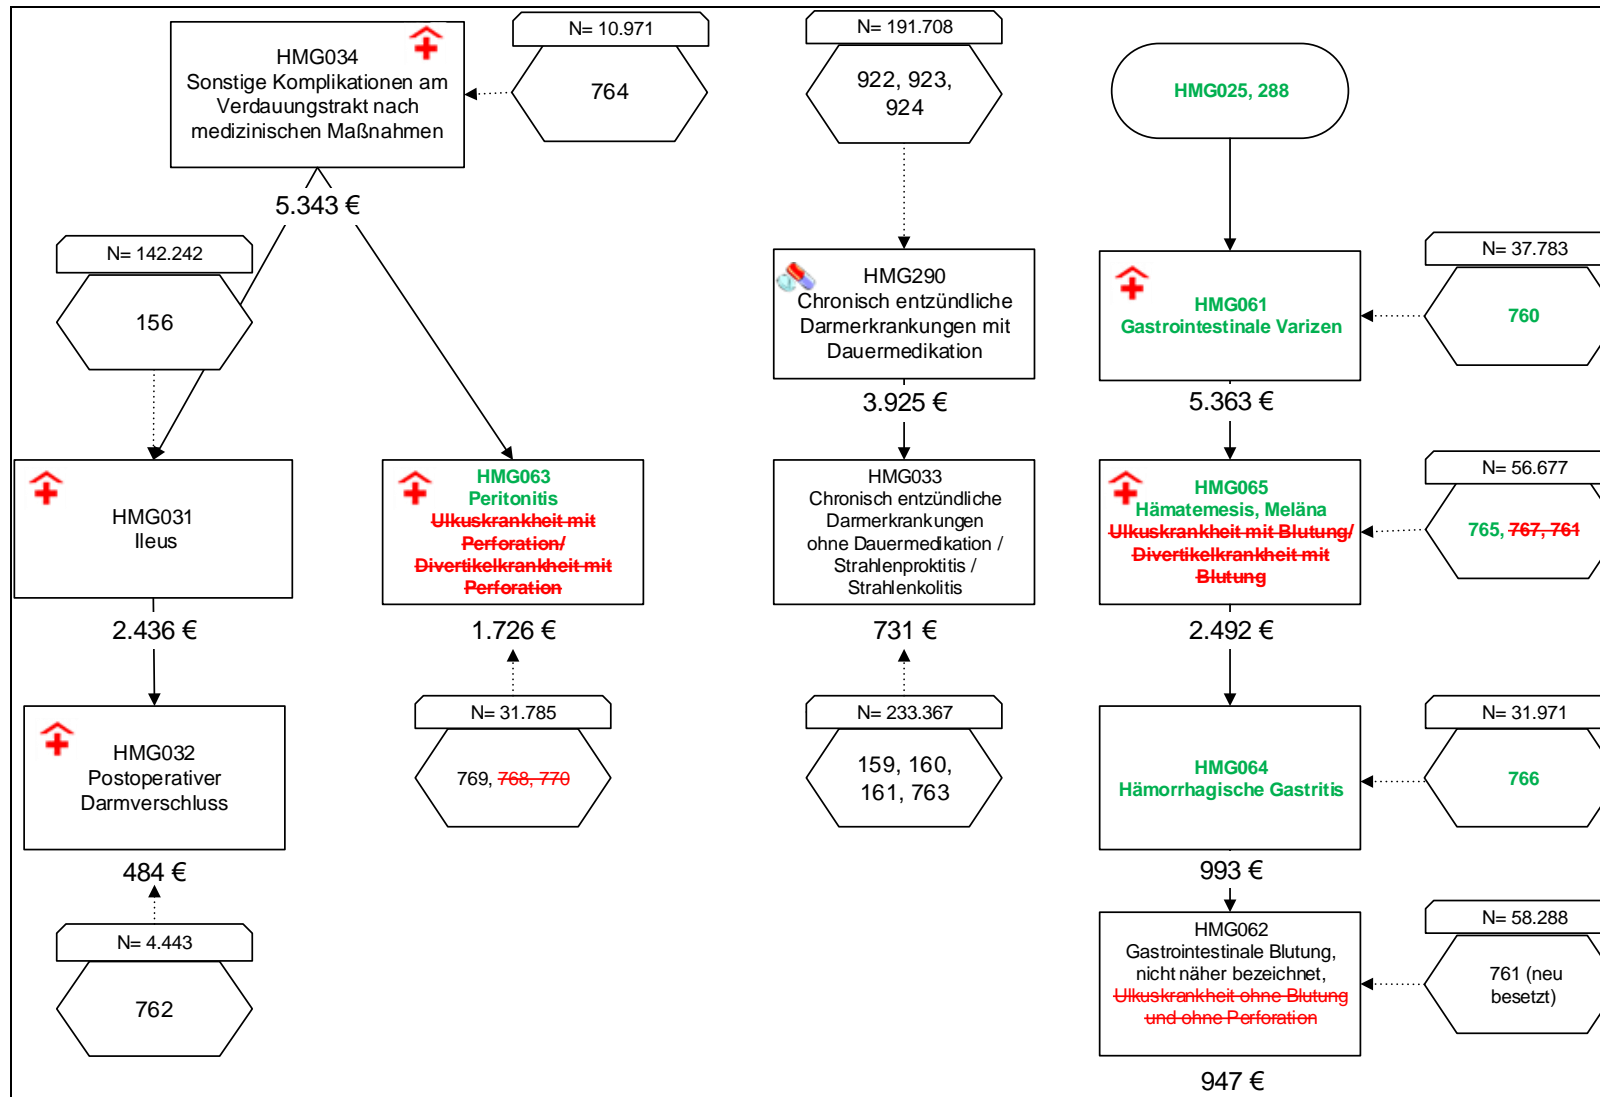 HMG034
Sonstige Komplikationen am
Verdauungstrakt nach
medizinischen Maßnahmen
N= 10.971
764
5.343 €
N= 142.242
156
HMG031
Ileus
2.436 €
HMG032
Postoperativer
Darmverschluss
484 €
N= 4.443
762
HMG063
Peritonitis
Ulkuskrankheit mit
Perforation/
Divertikelkrankheit mit
Perforation
1.726 €
N= 31.785
769, 768, 770
N= 191.708
922, 923,
924
HMG290
Chronisch entzündliche
Darmerkrankungen mit
Dauermedikation
3.925 €
HMG033
Chronisch entzündliche
Darmerkrankungen
ohne Dauermedikation /
Strahlenproktitis /
Strahlenkolitis
731 €
N= 233.367
159, 160,
161, 763
HMG025, 288
HMG061
Gastrointestinale Varizen
N= 37.783
760
5.363 €
HMG065
Hämatemesis, Meläna
Ulkuskrankheit mit Blutung/
Divertikelkrankheit mit
Blutung
N= 56.677
765, 767, 761
2.492 €
HMG064
Hämorrhagische Gastritis
N= 31.971
766
993 €
HMG062
Gastrointestinale Blutung,
nicht näher bezeichnet,
Ulkuskrankheit ohne Blutung
und ohne Perforation
N= 58.288
761 (neu
besetzt)
947 €